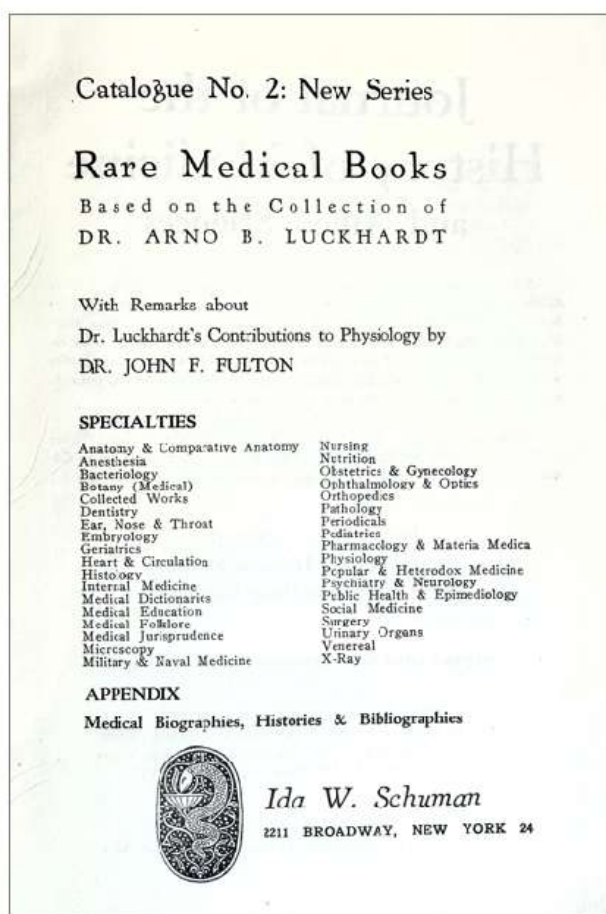 Catalogue No. 2: New Series
Rare Medical Books
Based on the Collection of
DR. ARNO B. LUCKHARDT
With Remarks about
Dr. Luckhardt's Contributions to Physiology by
DR. JOHN F. FULTON
SPECIALTIES
Anatomy & Comparative Anatomy
Anesthesia
Bacteriology
Botany (Medical)
Collected Works
Dentistry
Ear, Nose & Throat
Embryology
Geriatrics
Heart & Circulation
Histology
Internal Medicine
Medical Dictionaries
Medical Education
Medical Folklore
Medical Jurisprudence
Microscopy
Military & Naval Medicine
Nursing
Nutrition
Obstetrics & Gynecology
Ophthalmology & Optics
Orthopedics
Pathology
Periodicals
Pediatrics
Pharmacology & Materia Medica
Physiology
Popular & Heterodox Medicine
Psychiatry & Neurology
Public Health & Epimediology
Social Medicine
Surgery
Urinary Organs
Venereal
X-Ray
APPENDIX
Medical Biographies, Histories & Bibliographies
Ida W. Schuman
2211 BROADWAY, NEW YORK 24